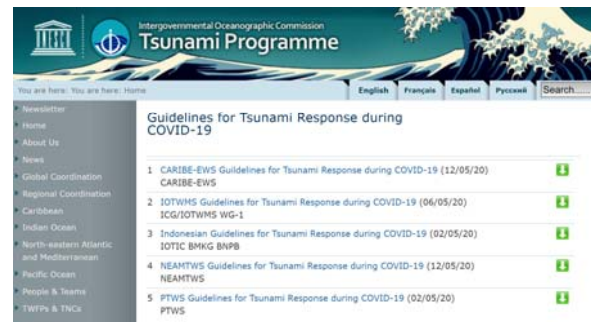 Intergovernmental Oceanographic Commission
Tsunami Programme
You are here: You are here: Home
English Français Español Русский Search...
Newsletter
Home
About Us
News
Global Coordination
Regional Coordination
Caribbean
Indian Ocean
North-eastern Atlantic
and Mediterranean
Pacific Ocean
People & Teams
TWFPs & TNCs
Guidelines for Tsunami Response during
COVID-19
1 CARIBE-EWS Guildelines for Tsunami Response during COVID-19 (12/05/20)
CARIBE-EWS
2 IOTWMS Guidelines for Tsunami Response during COVID-19 (06/05/20)
ICG/IOTWMS WG-1
3 Indonesian Guidelines for Tsunami Response during COVID-19 (02/05/20)
IOTIC BMKG BNPB
4 NEAMTWS Guidelines for Tsunami Response during COVID-19 (12/05/20)
NEAMTWS
5 PTWS Guidelines for Tsunami Response during COVID-19 (02/05/20)
PTWS